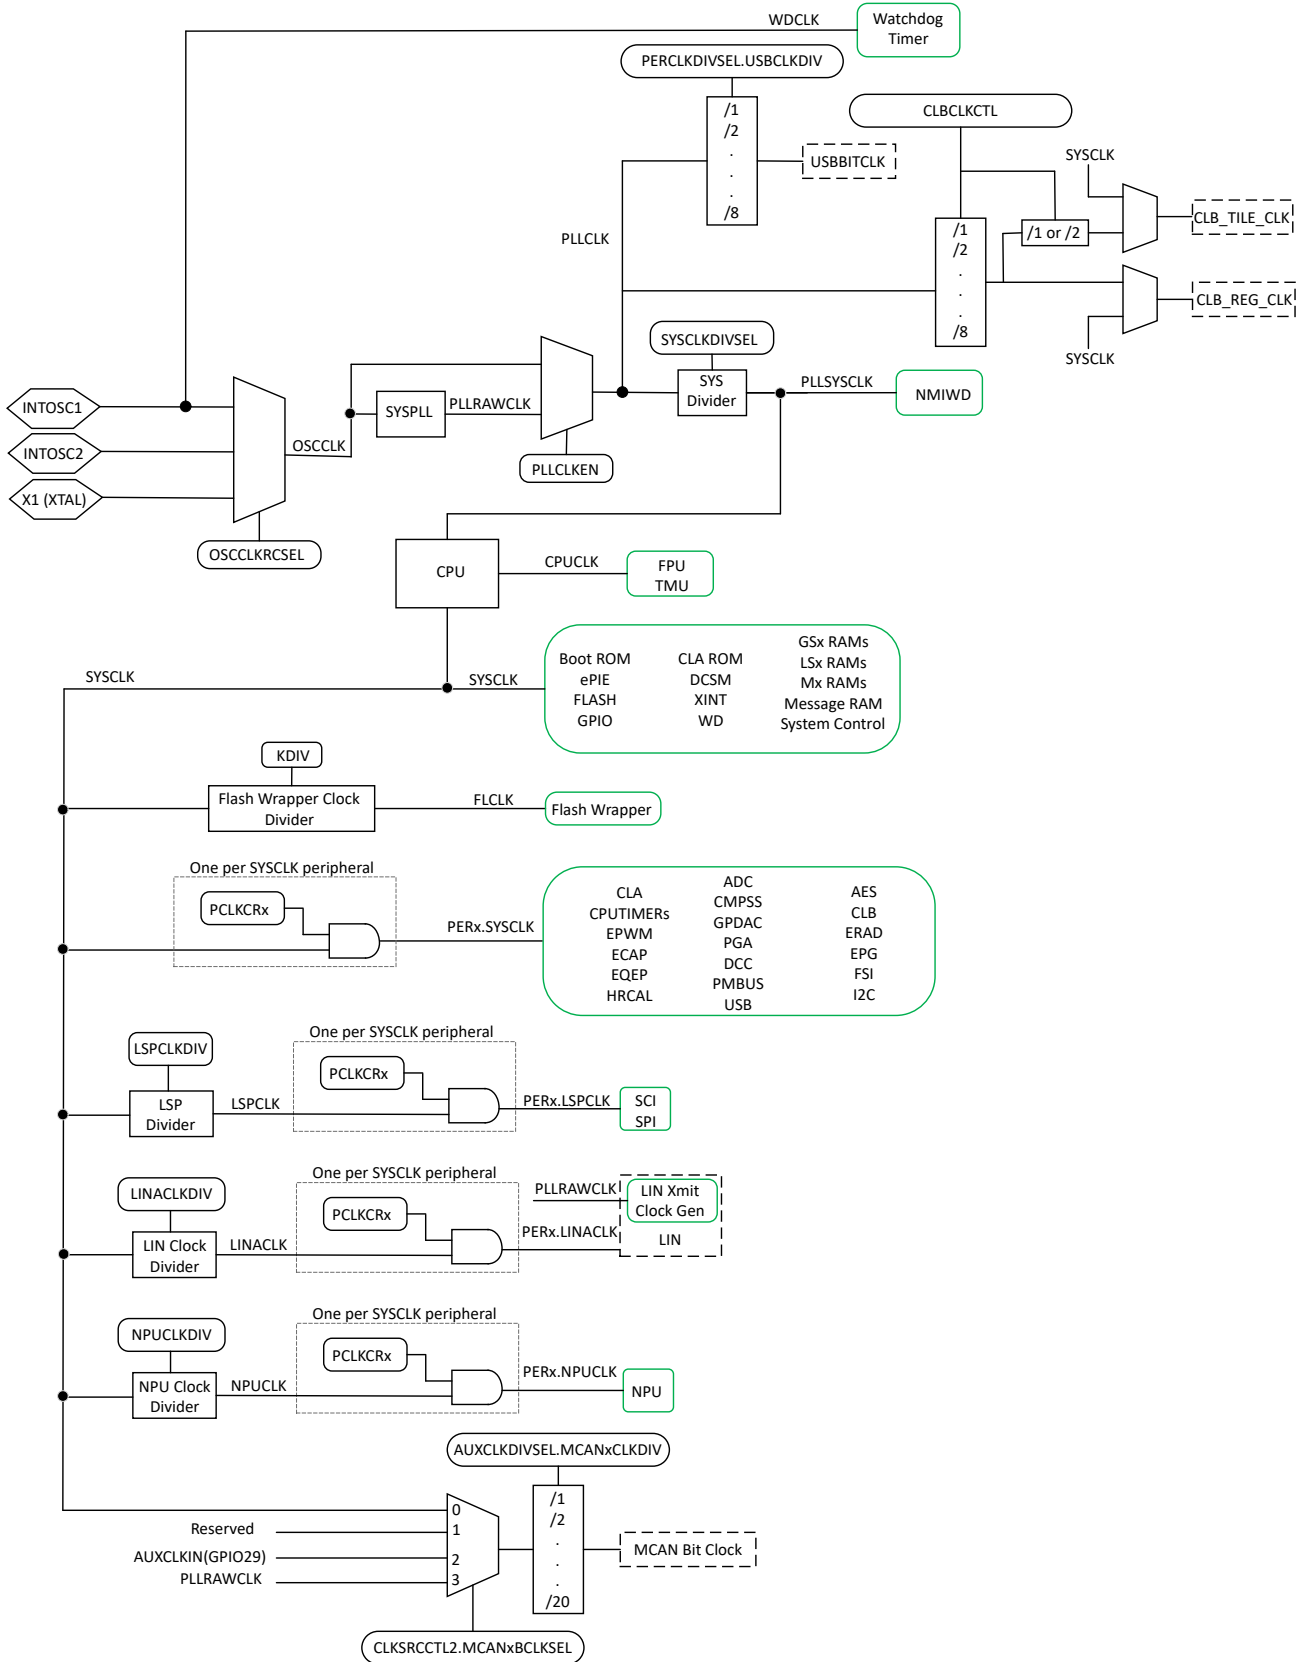 WDCLK
Watchdog
Timer
PERCLKDIVSEL.USBCLKDIV
/1
/2
.
.
.
/8
USBBITCLK
CLBCLKCTL
SYSCLK
/1
/2
.
.
.
/8
/1 or /2
CLB_TILE_CLK
CLB_REG_CLK
SYSCLK
PLLCLK
SYSCLKDIVSEL
SYS
Divider
PLLSYSCLK
NMIWD
INTOSC1
INTOSC2
X1 (XTAL)
OSCCLK
SYSPLL
PLLRAWCLK
PLLCLKEN
OSCCLKRCSEL
CPU
CPUCLK
FPU
TMU
SYSCLK
SYSCLK
Boot ROM
ePIE
FLASH
GPIO
CLA ROM
DCSM
XINT
WD
GSx RAMs
LSx RAMs
Mx RAMs
Message RAM
System Control
KDIV
Flash Wrapper Clock
Divider
FLCLK
Flash Wrapper
One per SYSCLK peripheral
PCLKCRx
PERx.SYSCLK
CLA
CPUTIMERs
EPWM
ECAP
EQEP
HRCAL
ADC
CMPSS
GPDAC
PGA
DCC
PMBUS
USB
AES
CLB
ERAD
EPG
FSI
I2C
LSPCLKDIV
LSP
Divider
LSPCLK
One per SYSCLK peripheral
PCLKCRx
PERx.LSPCLK
SCI
SPI
LINACLKDIV
LIN Clock
Divider
LINACLK
One per SYSCLK peripheral
PCLKCRx
PLLRAWCLK
PERx.LINACLK
LIN Xmit
Clock Gen
LIN
NPUCLKDIV
NPU Clock
Divider
NPUCLK
One per SYSCLK peripheral
PCLKCRx
PERx.NPUCLK
NPU
AUXCLKDIVSEL.MCANxCLKDIV
Reserved
AUXCLKIN(GPIO29)
PLLRAWCLK
0
1
2
3
/1
/2
.
.
.
/20
MCAN Bit Clock
CLKSRCCTL2.MCANxBCLKSEL